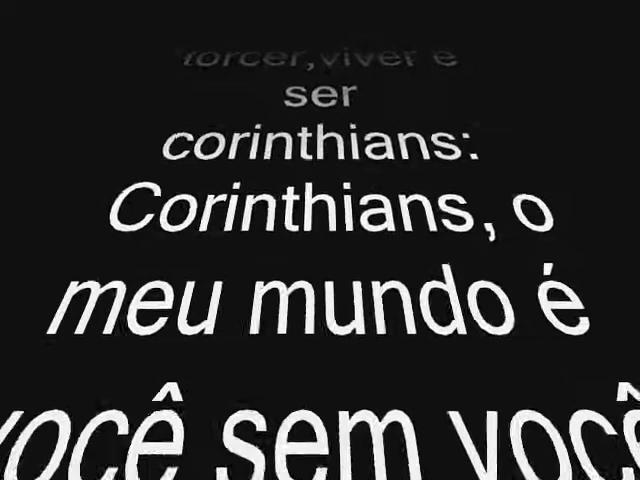 torcer,viver e
ser
corinthians:
Corinthians, o
meu mundo é
você sem você